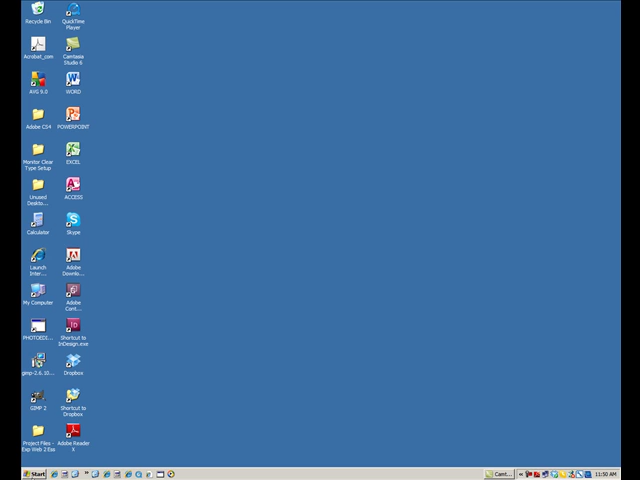 Recycle Bin
QuickTime
Player
Acrobat_com
Camtasia
Studio 6
AVG 9.0
WORD
Adobe CS4
POWERPOINT
Monitor Clear
Type Setup
EXCEL
Unused
Deskto...
ACCESS
Calculator
Skype
Launch
Inter...
Adobe
Downlo...
My Computer
Adobe
Cont...
PHOTOEDI...
Shortcut to
InDesign.exe
gimp-2.6.10...
Dropbox
GIMP 2
Shortcut to
Dropbox
Project Files -
Exp Web 2 Ess
Adobe Reader
X
Start
Camt...
11:50 AM